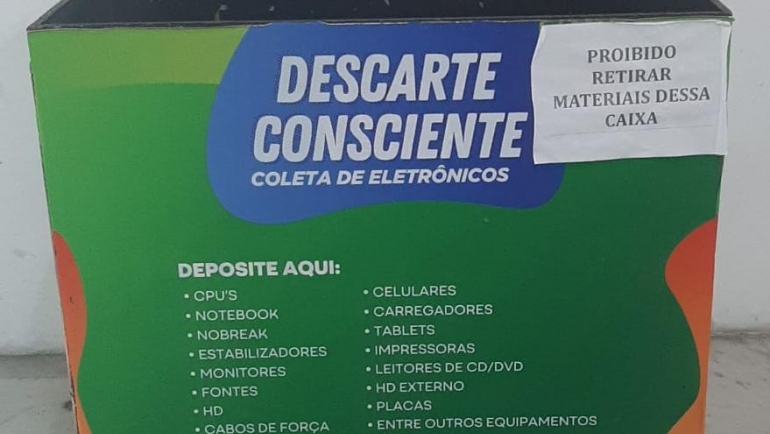 DESCARTE
CONSCIENTE
COLETA DE ELETRÔNICOS
PROIBIDO
RETIRAR
MATERIAIS DESSA
CAIXA
DEPOSITE AQUI:
• CPU'S
• NOTEBOOK
• NOBREAK
• ESTABILIZADORES
• MONITORES
• FONTES
• HD
• CABOS DE FORÇA
• CELULARES
• CARREGADORES
• TABLETS
• IMPRESSORAS
• LEITORES DE CD/DVD
• HD EXTERNO
• PLACAS
• ENTRE OUTROS EQUIPAMENTOS